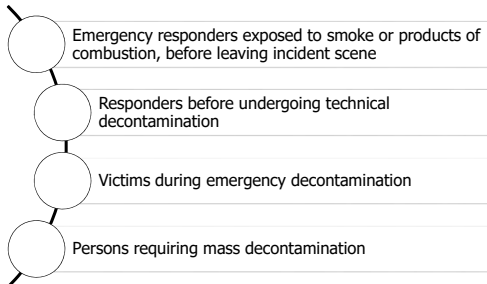 Emergency responders exposed to smoke or products of
combustion, before leaving incident scene
Responders before undergoing technical
decontamination
Victims during emergency decontamination
Persons requiring mass decontamination